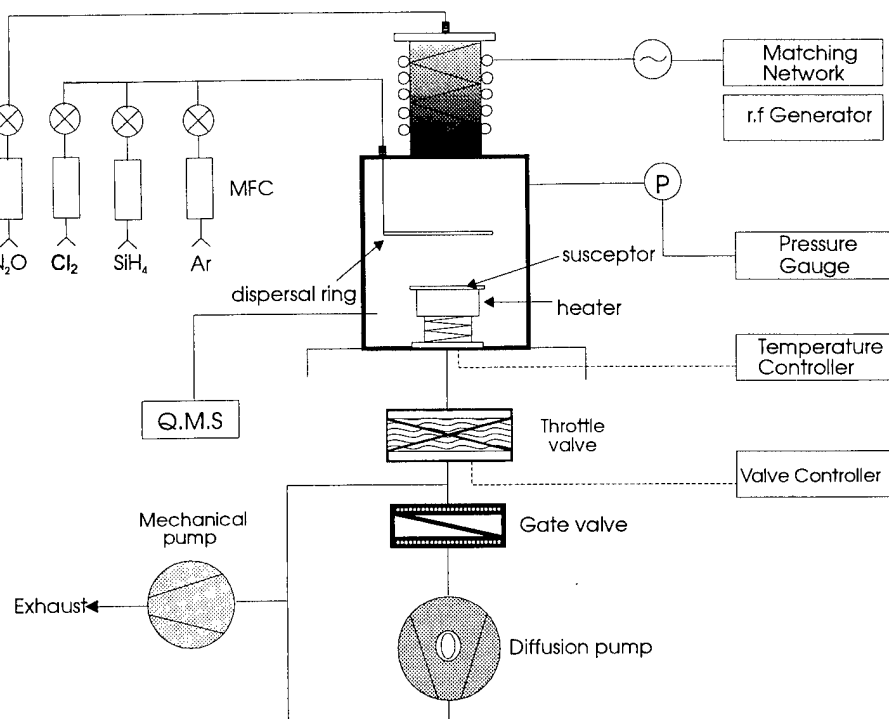 Matching
Network
r.f Generator
MFC
P
N₂O
Cl₂
SiH₄
Ar
Pressure
Gauge
susceptor
dispersal ring
heater
Temperature
Controller
Q.M.S
Throttle
valve
Valve Controller
Mechanical
pump
Gate valve
Exhaust
Diffusion pump